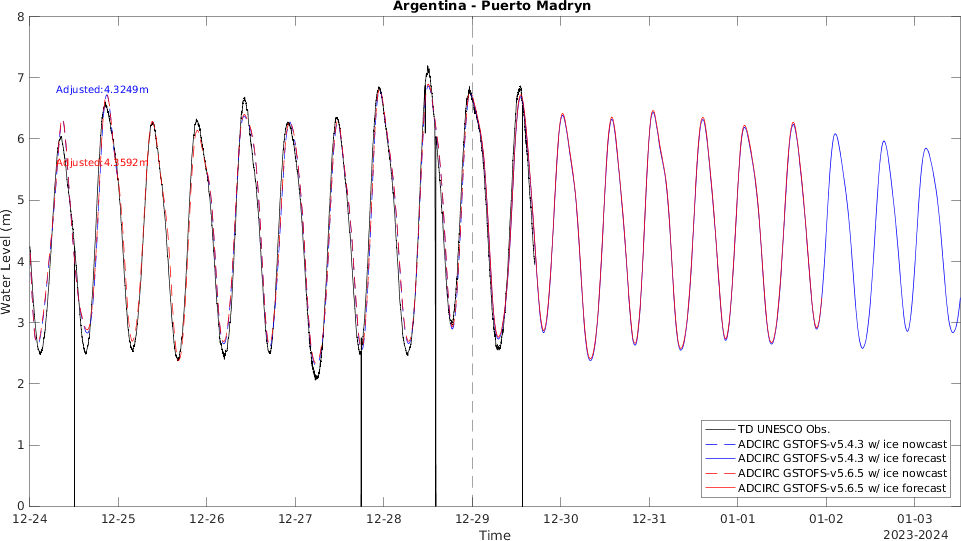 Argentina - Puerto Madryn
8
7
6
5
4
3
2
1
0
Water Level (m)
Adjusted:4.3249m
Adjusted:4.3592m
TD UNESCO Obs.
ADCIRC GSTOFS-v5.4.3 w/ ice nowcast
ADCIRC GSTOFS-v5.4.3 w/ ice forecast
ADCIRC GSTOFS-v5.6.5 w/ ice nowcast
ADCIRC GSTOFS-v5.6.5 w/ ice forecast
12-24 12-25 12-26 12-27 12-28 12-29 12-30 12-31 01-01 01-02 01-03
Time
2023-2024